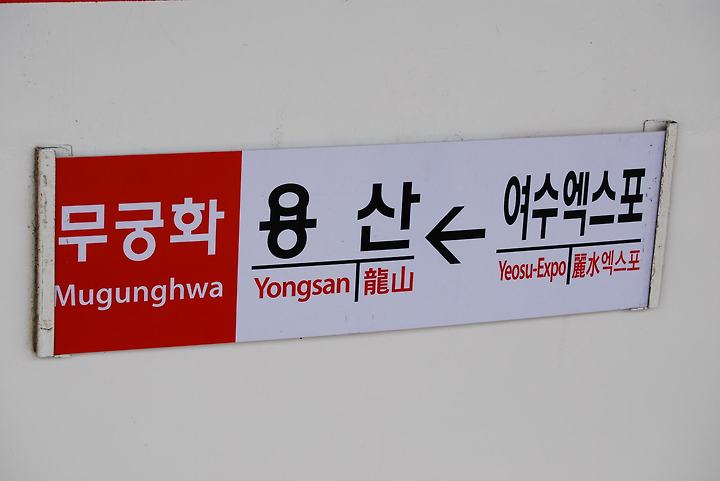 무궁화
Mugunghwa
용 산 ← 여수엑스포
Yongsan 龍山
Yeosu-Expo 麗水엑스포